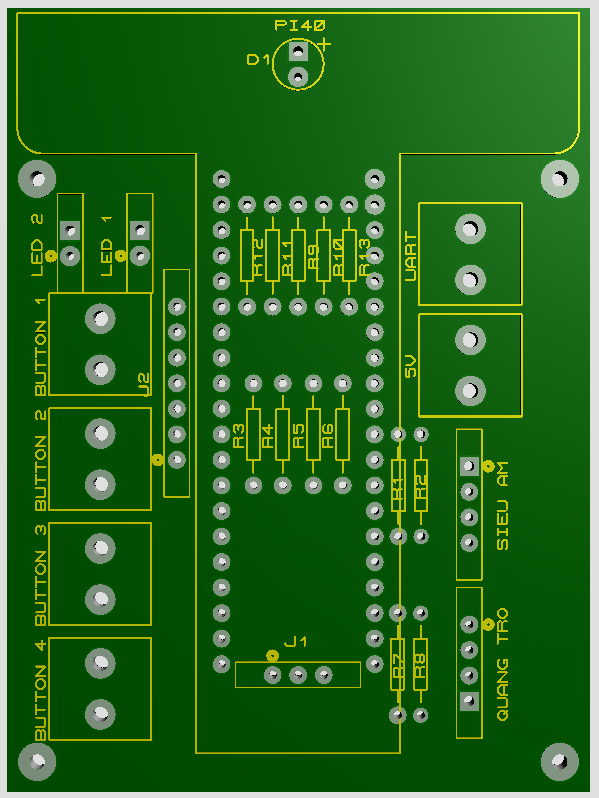 PI40
+
D1
LED 2
LED 1
R12
R11
R9
R10
R13
UART
BUTTON 1
J2
5V
BUTTON 2
R3
R4
R5
R6
R1
R2
SIEU AM
BUTTON 3
J1
R7
R8
QUANG TRO
BUTTON 4